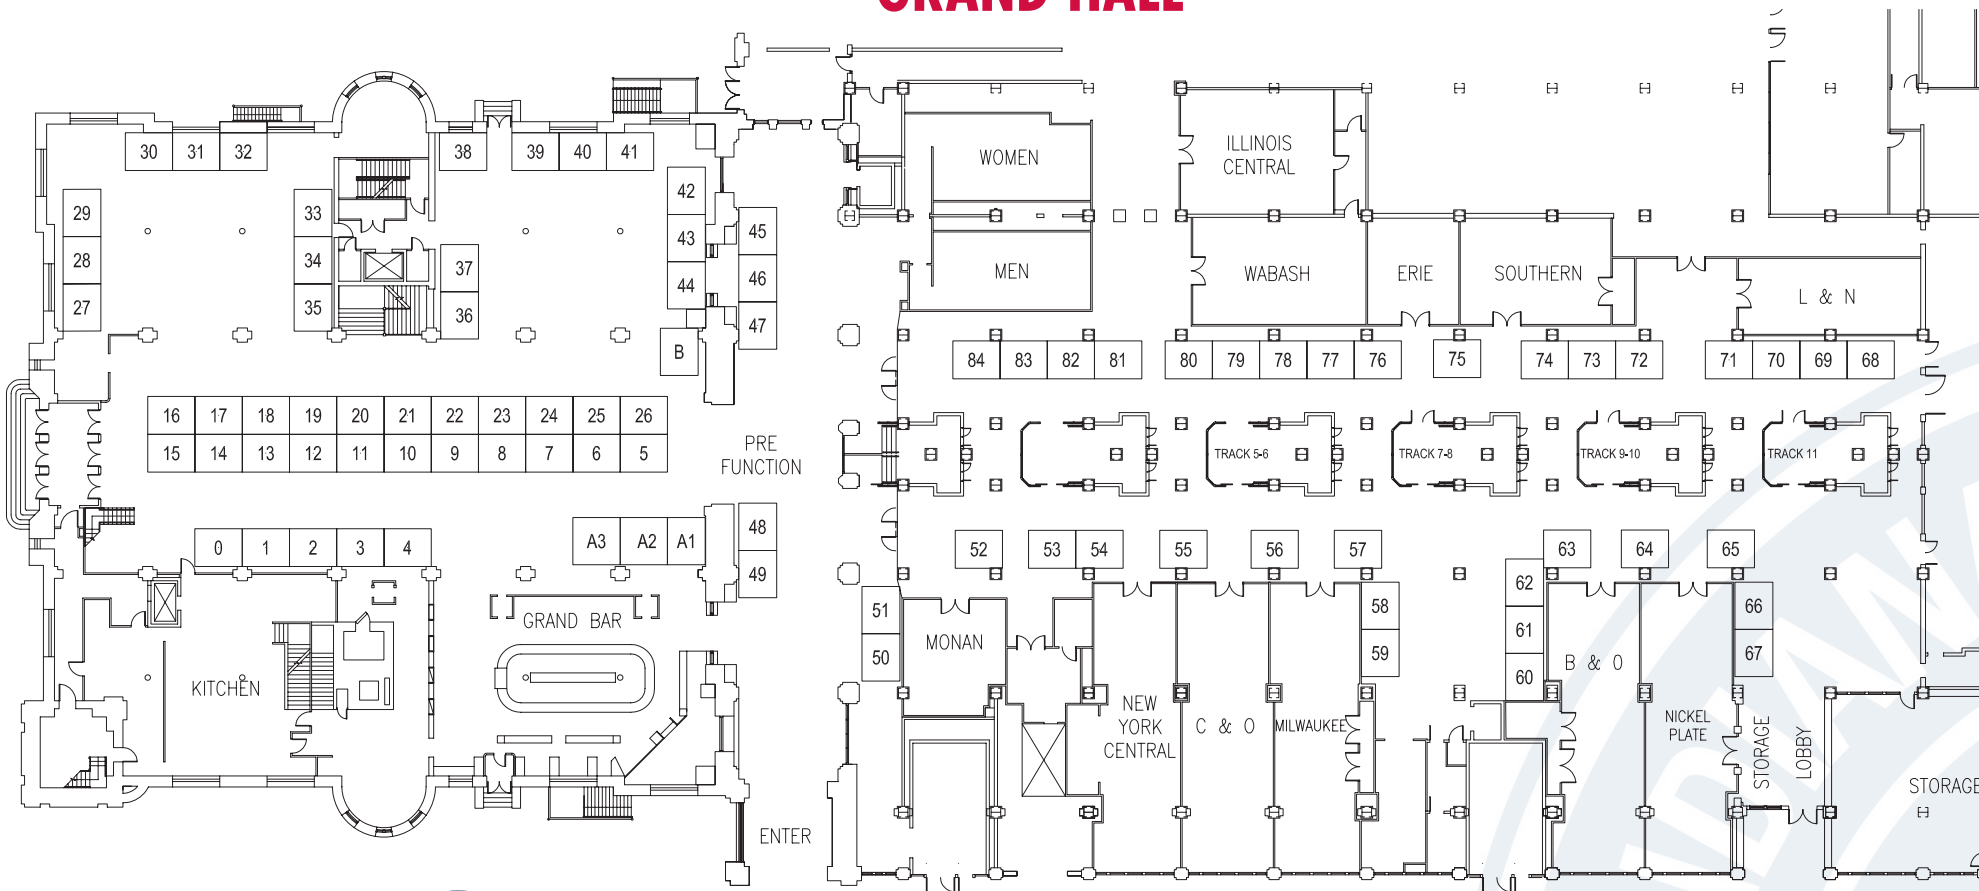 GRAND HALL
30 31 32 38 39 40 41
WOMEN
ILLINOIS
CENTRAL
29 33 42
28 34 43 45
27 35 37 44 46
36 47
B
MEN
WABASH ERIE SOUTHERN L & N
84 83 82 81 80 79 78 77 76 75 74 73 72 71 70 69 68
16 17 18 19 20 21 22 23 24 25 26
15 14 13 12 11 10 9 8 7 6 5
PRE
FUNCTION
TRACK 5-6 TRACK 7-8 TRACK 9-10 TRACK 11
0 1 2 3 4 A3 A2 A1 48
49
52 53 54 55 56 57 63 64 65
51 58 62 66
50 59 61 67
60
GRAND BAR
MONAN
KITCHEN
B & O
NEW
YORK
CENTRAL
C & O
MILWAUKEE
NICKEL
PLATE
STORAGE
LOBBY
STORAGE
ENTER